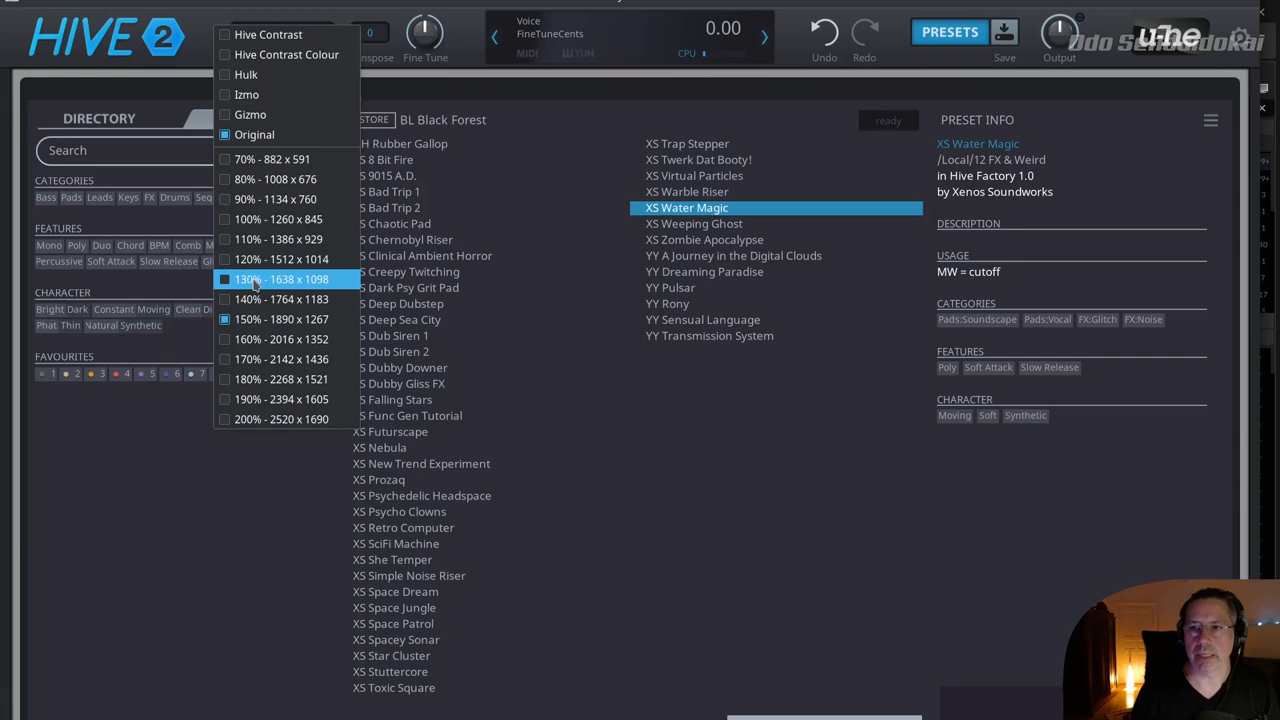 HIVE 2
0
Transpose
Fine Tune
Voice
FineTuneCents
0.00
MIDI TUN CPU
Undo
Redo
PRESETS
Save
Output
u-he
Odo Sendaidokai
Hive Contrast
Hive Contrast Colour
Hulk
Izmo
Gizmo
Original
70% - 882 x 591
80% - 1008 x 676
90% - 1134 x 760
100% - 1260 x 845
110% - 1386 x 929
120% - 1512 x 1014
130% - 1638 x 1098
140% - 1764 x 1183
150% - 1890 x 1267
160% - 2016 x 1352
170% - 2142 x 1436
180% - 2268 x 1521
190% - 2394 x 1605
200% - 2520 x 1690
DIRECTORY
Search
CATEGORIES
Bass Pads Leads Keys FX Drums Seq
FEATURES
Mono Poly Duo Chord BPM Comb
Percussive Soft Attack Slow Release
CHARACTER
Bright Dark Constant Moving Clean
Phat Thin Natural Synthetic
FAVOURITES
1 2 3 4 5 6 7
STORE BL Black Forest
ready
H Rubber Gallop
S 8 Bit Fire
S 9015 A.D.
S Bad Trip 1
S Bad Trip 2
S Chaotic Pad
S Chernobyl Riser
S Clinical Ambient Horror
S Creepy Twitching
S Dark Psy Grit Pad
S Deep Dubstep
S Deep Sea City
S Dub Siren 1
S Dub Siren 2
S Dubby Downer
S Dubby Gliss FX
S Falling Stars
S Func Gen Tutorial
XS Futurscape
XS Nebula
XS New Trend Experiment
XS Prozaq
XS Psychedelic Headspace
XS Psycho Clowns
XS Retro Computer
XS SciFi Machine
XS She Temper
XS Simple Noise Riser
XS Space Dream
XS Space Jungle
XS Space Patrol
XS Spacey Sonar
XS Star Cluster
XS Stuttercore
XS Toxic Square
XS Trap Stepper
XS Twerk Dat Booty!
XS Virtual Particles
XS Warble Riser
XS Water Magic
XS Weeping Ghost
XS Zombie Apocalypse
YY A Journey in the Digital Clouds
YY Dreaming Paradise
YY Pulsar
YY Rony
YY Sensual Language
YY Transmission System
PRESET INFO
XS Water Magic
/Local/12 FX & Weird
in Hive Factory 1.0
by Xenos Soundworks
DESCRIPTION
USAGE
MW = cutoff
CATEGORIES
Pads:Soundscape Pads:Vocal FX:Glitch FX:Noise
FEATURES
Poly Soft Attack Slow Release
CHARACTER
Moving Soft Synthetic